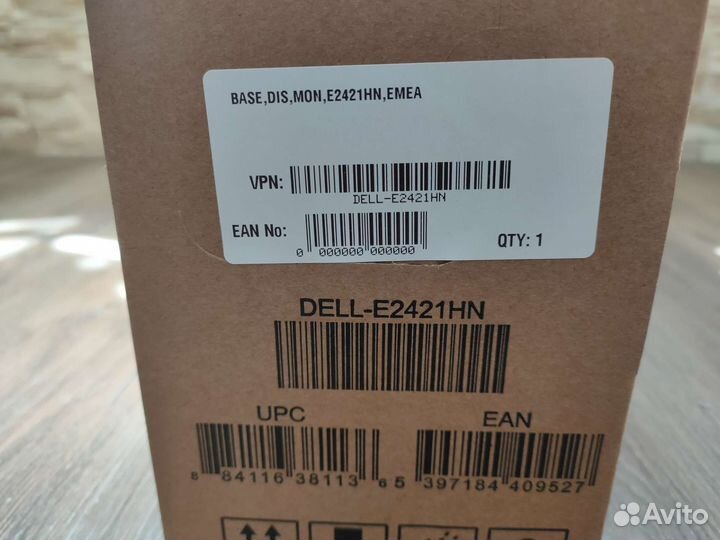 BASE,DIS,MON,E2421HN,EMEA
VPN:
DELL-E2421HN
EAN No:
0 000000 000000
QTY: 1
DELL-E2421HN
UPC
EAN
8 84116 38113 6
5 397184 409527
Avito